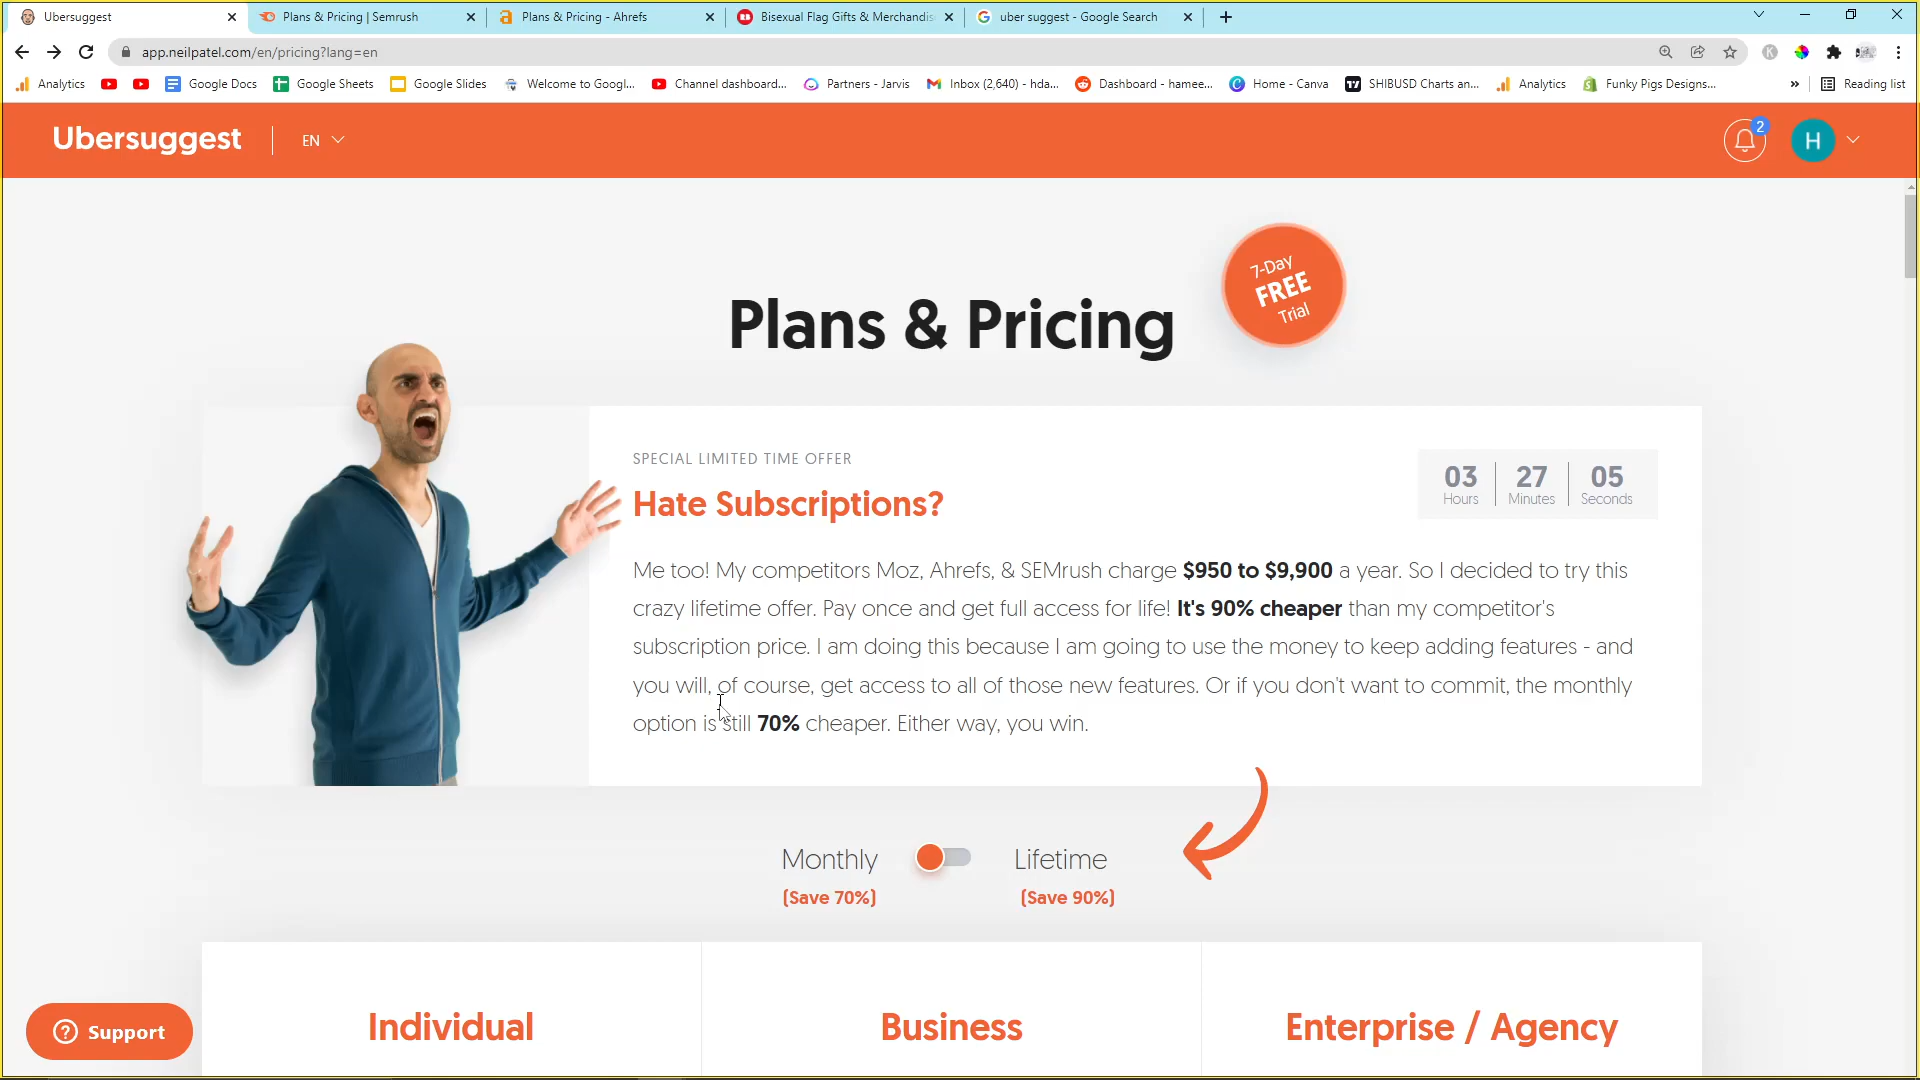 Ubersuggest
Plans & Pricing | Semrush
Plans & Pricing - Ahrefs
Bisexual Flag Gifts & Merchandis
uber suggest - Google Search
app.neilpatel.com/en/pricing?lang=en
Analytics
Google Docs
Google Sheets
Google Slides
Welcome to Googl...
Channel dashboard...
Partners - Jarvis
Inbox (2,640) - hda...
Dashboard - hamee...
Home - Canva
SHIBUSD Charts an...
Analytics
Funky Pigs Designs...
»
Reading list
Ubersuggest
EN
2
H
7-Day
FREE
Trial
Plans & Pricing
SPECIAL LIMITED TIME OFFER
03 27 05
Hours Minutes Seconds
Hate Subscriptions?
Me too! My competitors Moz, Ahrefs, & SEMrush charge $950 to $9,900 a year. So I decided to try this
crazy lifetime offer. Pay once and get full access for life! It's 90% cheaper than my competitor's
subscription price. I am doing this because I am going to use the money to keep adding features - and
you will, of course, get access to all of those new features. Or if you don't want to commit, the monthly
option is still 70% cheaper. Either way, you win.
Monthly
Lifetime
(Save 70%)
(Save 90%)
Individual
Business
Enterprise / Agency
Support